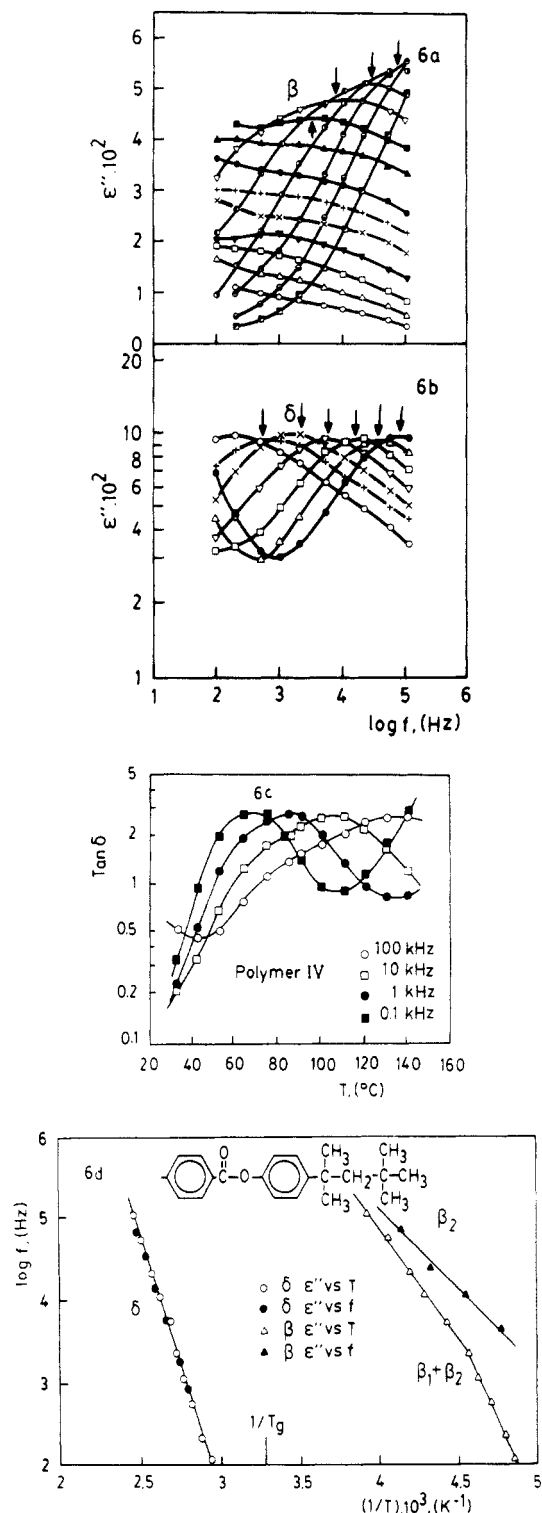 6a
β
ε''.10²
6
5
4
3
2
1
0
6b
δ
ε''.10²
20
10
8
6
4
2
1
1 2 3 4 5 6
log f, (Hz)
6c
Tan δ
5
2
1
0.5
0.2
0.1
Polymer IV
○ 100 kHz
□ 10 kHz
● 1 kHz
■ 0.1 kHz
20 40 60 80 100 120 140 160
T, (°C)
6d
log f, (Hz)
6
5
4
3
2
O
C-O
CH₃ CH₃
C-CH₂-C-CH₃
CH₃ CH₃
β₂
○ δ ε'' vs T
● δ ε'' vs f
△ β ε'' vs T
▲ β ε'' vs f
δ
β₁+β₂
1/Tg
2 2.5 3 3.5 4 4.5 5
(1/T).10³, (K⁻¹)